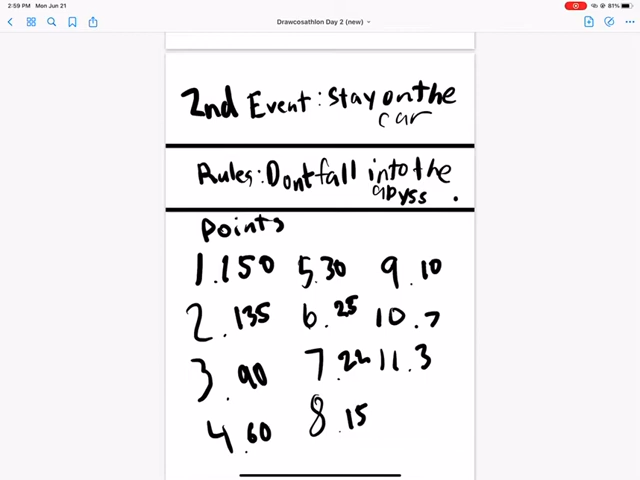 2:59 PM Mon Jun 21
81%
Drawcosathlon Day 2 (new)
2nd Event: Stay on the
car
Rules: Dont fall into the
abyss.
Points
1.150 5.30 9.10
2.135 6.25 10.7
3.90 7.22 11.3
4.60 8.15